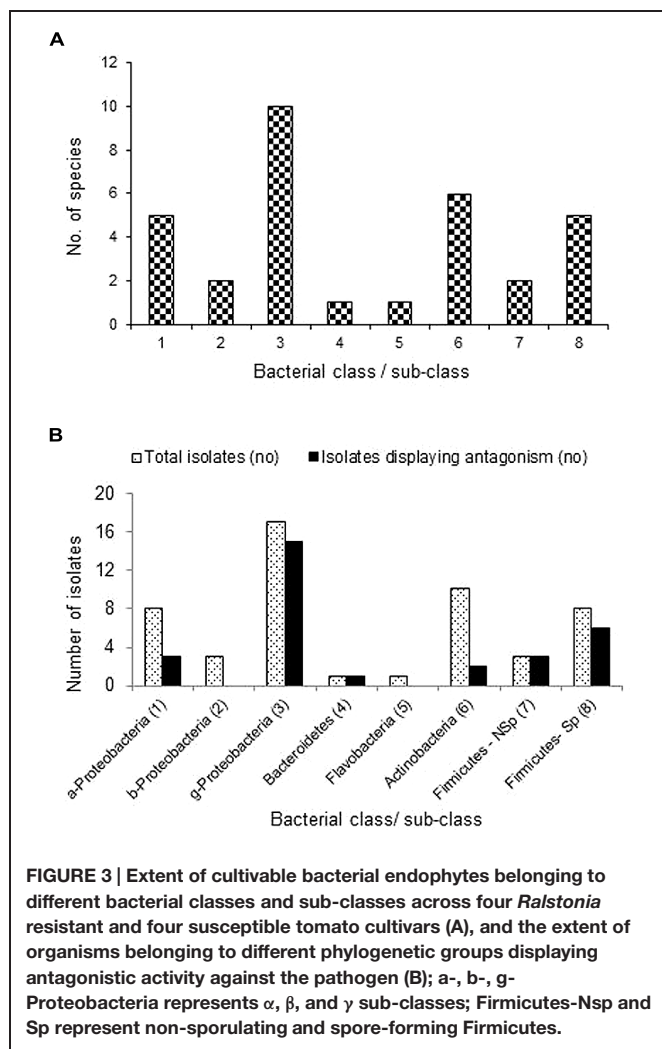 A
No. of species
12
10
8
6
4
2
0
1 2 3 4 5 6 7 8
Bacterial class / sub-class
B
Total isolates (no) Isolates displaying antagonism (no)
Number of isolates
20
16
12
8
4
0
a-Proteobacteria (1)
b-Proteobacteria (2)
g-Proteobacteria (3)
Bacteroidetes (4)
Flavobacteria (5)
Actinobacteria (6)
Firmicutes - NSp (7)
Firmicutes- Sp (8)
Bacterial class/ sub-class
FIGURE 3 | Extent of cultivable bacterial endophytes belonging to
different bacterial classes and sub-classes across four Ralstonia
resistant and four susceptible tomato cultivars (A), and the extent of
organisms belonging to different phylogenetic groups displaying
antagonistic activity against the pathogen (B); a-, b-, g-
Proteobacteria represents α, β, and γ sub-classes; Firmicutes-Nsp and
Sp represent non-sporulating and spore-forming Firmicutes.